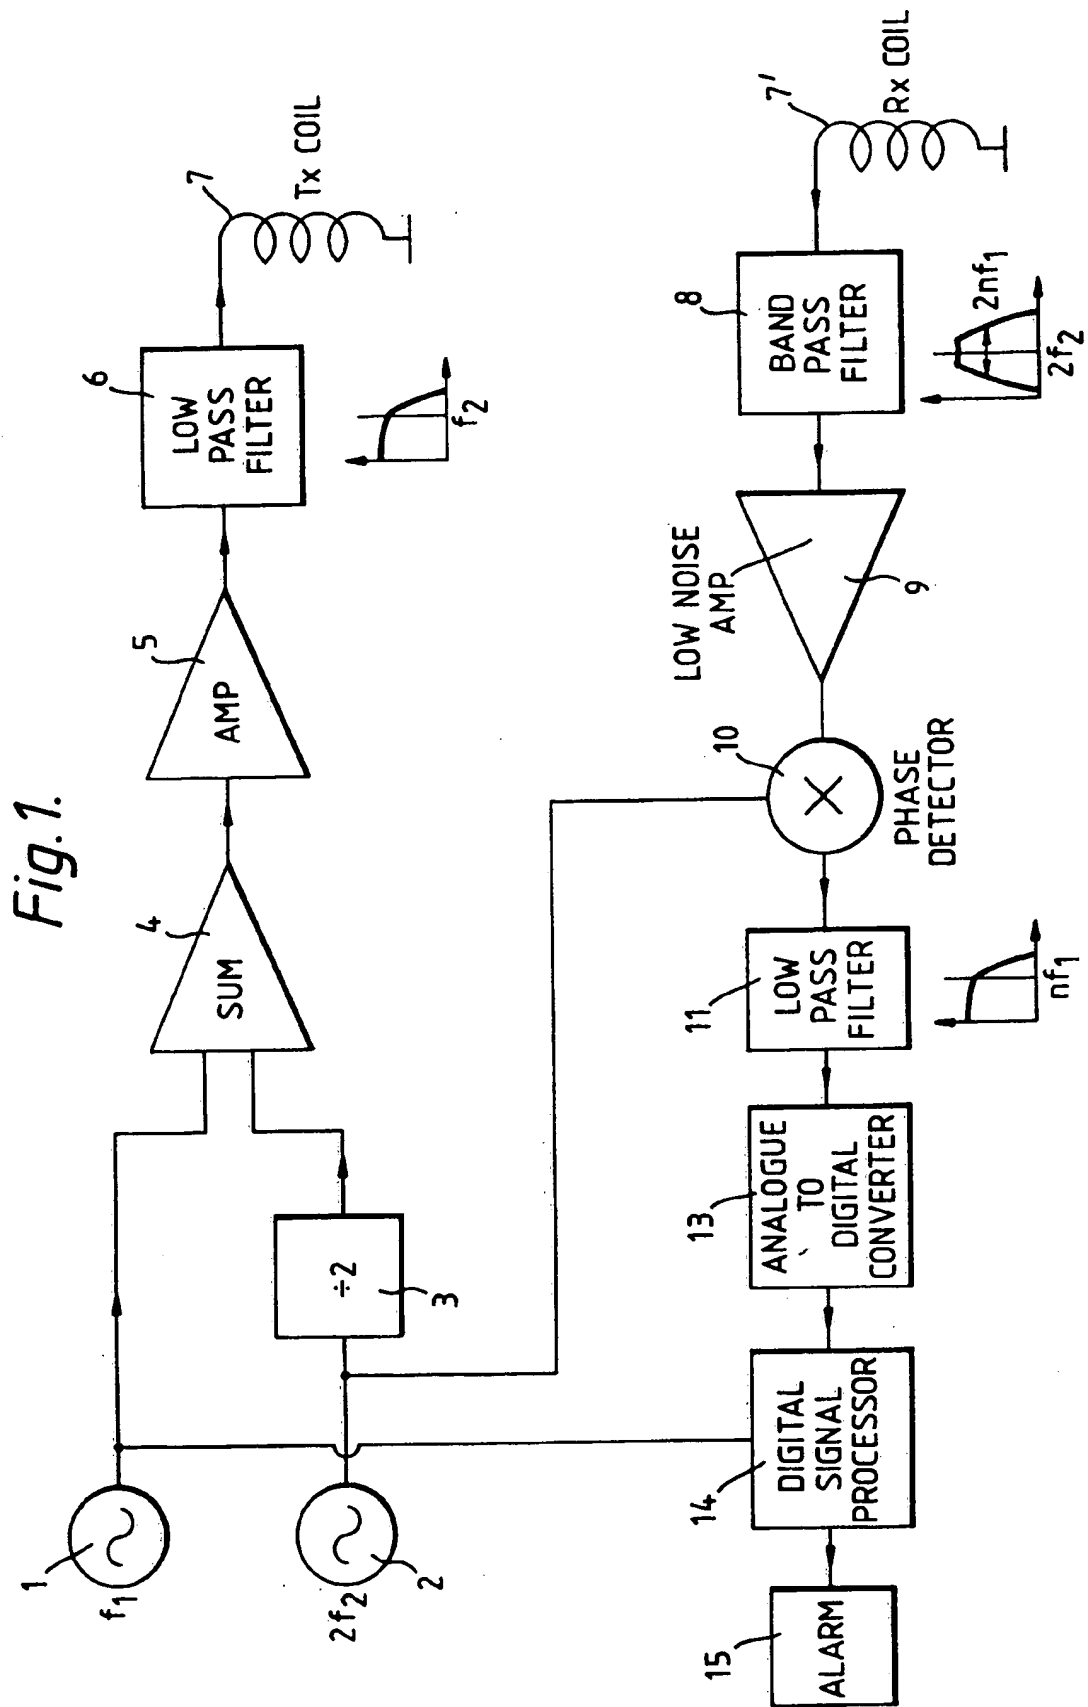 Fig. 1.
1
f1
2f2
2
÷2
3
SUM
4
AMP
5
LOW
PASS
FILTER
6
f2
7
Tx COIL
7'
Rx COIL
BAND
PASS
FILTER
8
2nf1
2f2
LOW NOISE
AMP
9
10
PHASE
DETECTOR
LOW
PASS
FILTER
11
nf1
ANALOGUE
TO
DIGITAL
CONVERTER
13
DIGITAL
SIGNAL
PROCESSOR
14
ALARM
15